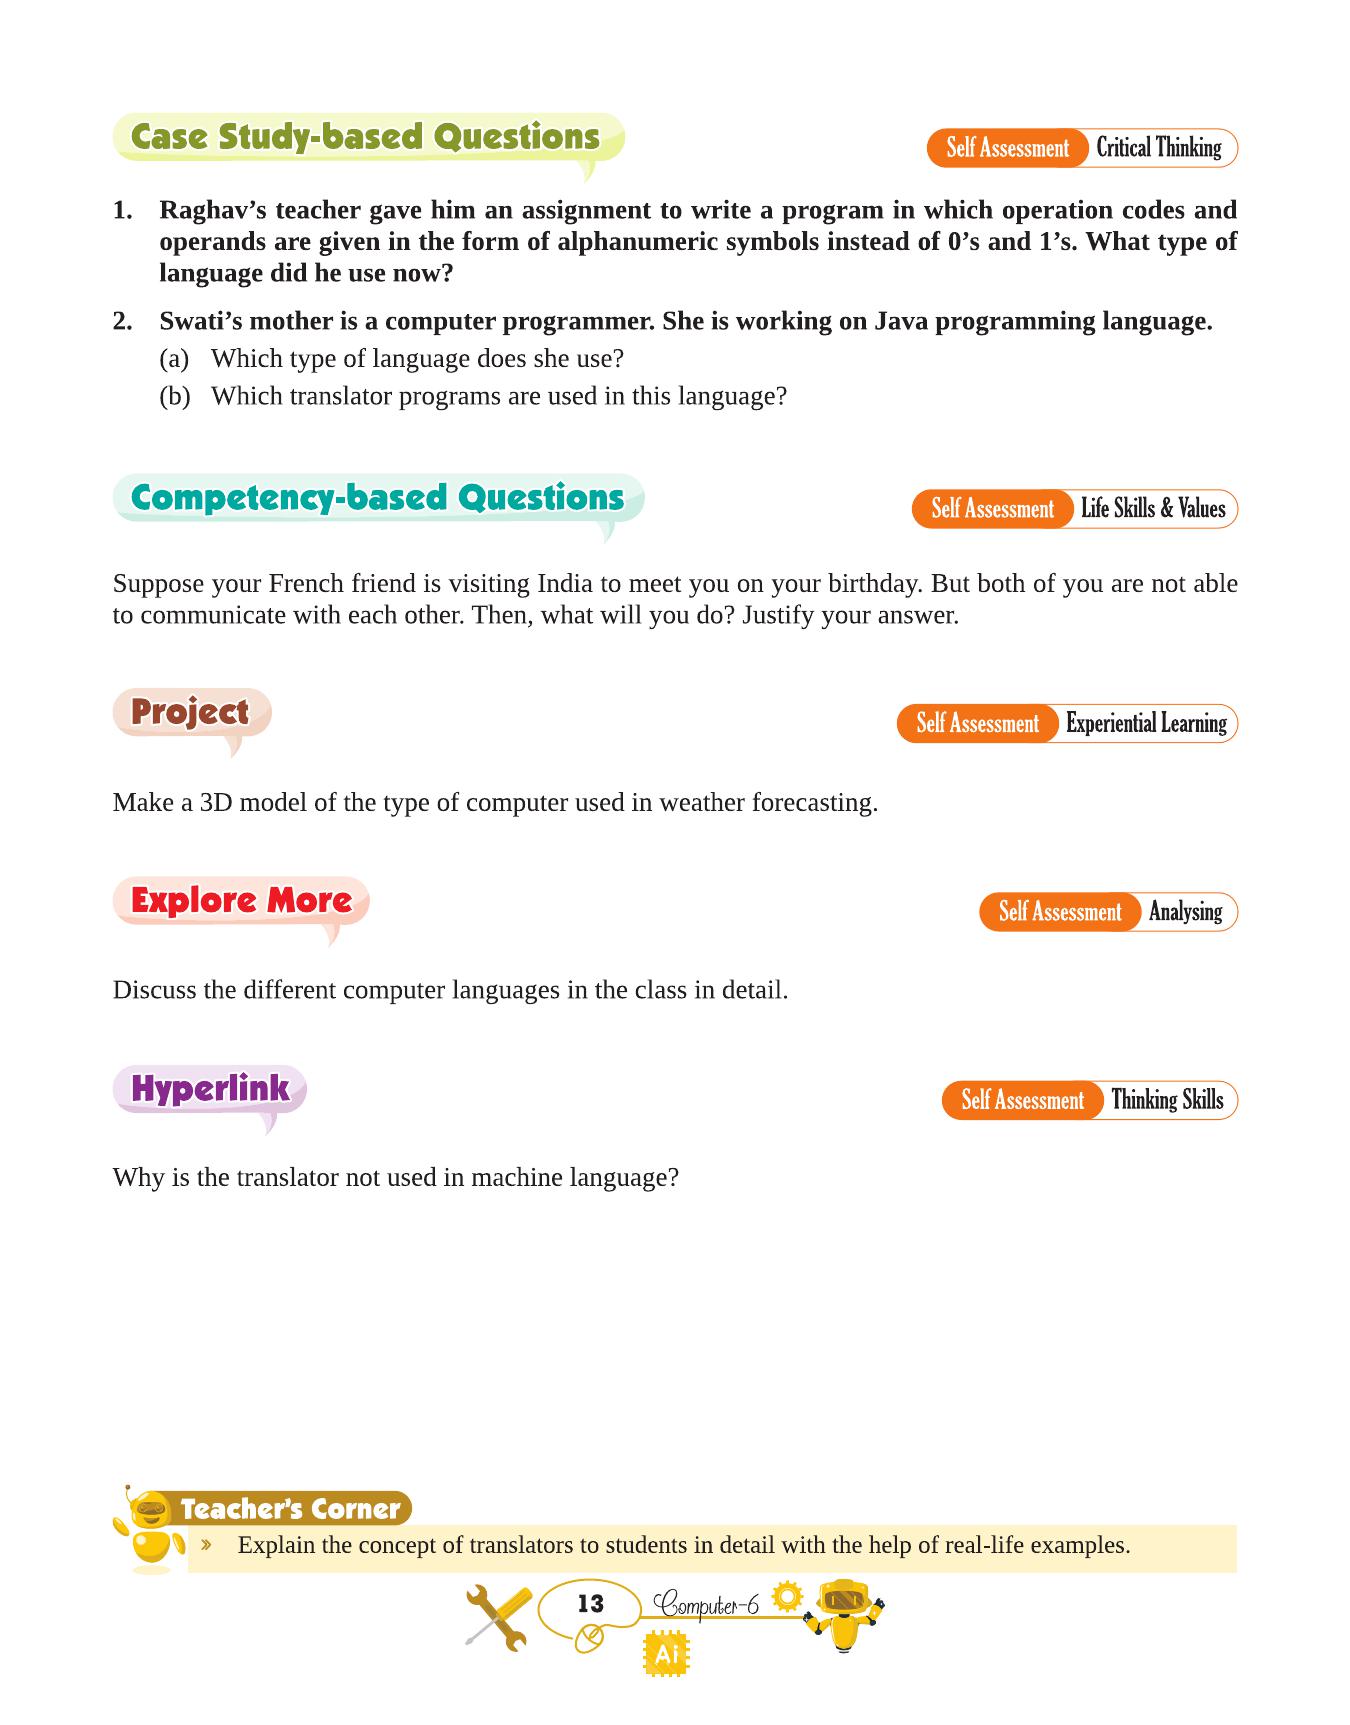 Case Study-based Questions
Self Assessment Critical Thinking
1. Raghav’s teacher gave him an assignment to write a program in which operation codes and
operands are given in the form of alphanumeric symbols instead of 0’s and 1’s. What type of
language did he use now?
2. Swati’s mother is a computer programmer. She is working on Java programming language.
(a) Which type of language does she use?
(b) Which translator programs are used in this language?
Competency-based Questions
Self Assessment Life Skills & Values
Suppose your French friend is visiting India to meet you on your birthday. But both of you are not able
to communicate with each other. Then, what will you do? Justify your answer.
Project
Self Assessment Experiential Learning
Make a 3D model of the type of computer used in weather forecasting.
Explore More
Self Assessment Analysing
Discuss the different computer languages in the class in detail.
Hyperlink
Self Assessment Thinking Skills
Why is the translator not used in machine language?
Teacher’s Corner
» Explain the concept of translators to students in detail with the help of real-life examples.
13 Computer-6
Ai